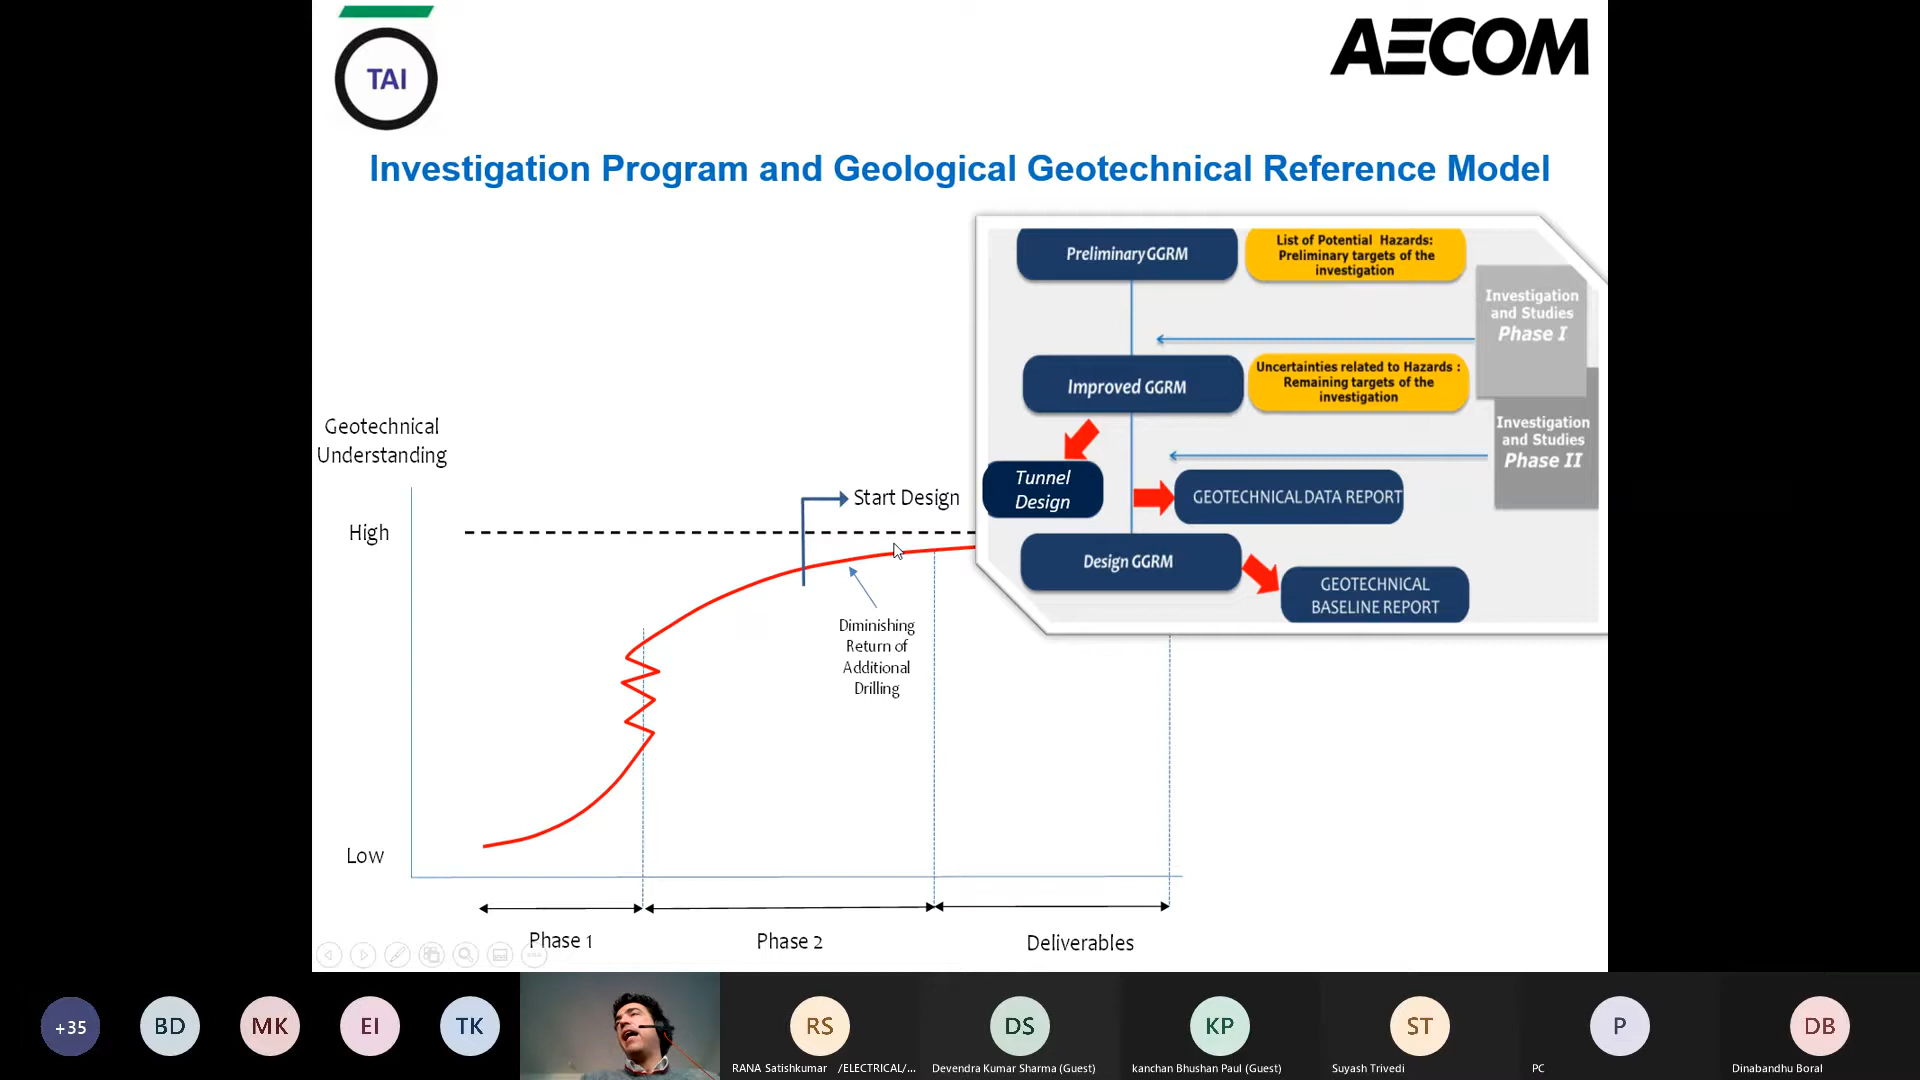 TAI
AECOM
Investigation Program and Geological Geotechnical Reference Model
Preliminary GGRM
List of Potential Hazards:
Preliminary targets of the
investigation
Investigation
and Studies
Phase I
Improved GGRM
Uncertainties related to Hazards :
Remaining targets of the
investigation
Investigation
and Studies
Phase II
Tunnel
Design
GEOTECHNICAL DATA REPORT
Design GGRM
GEOTECHNICAL
BASELINE REPORT
Geotechnical
Understanding
High
Start Design
Diminishing
Return of
Additional
Drilling
Low
Phase 1
Phase 2
Deliverables
+35
BD
MK
EI
TK
RS
DS
KP
ST
P
DB
RANA Satishkumar /ELECTRICAL/...
Devendra Kumar Sharma (Guest)
kanchan Bhushan Paul (Guest)
Suyash Trivedi
PC
Dinabandhu Boral